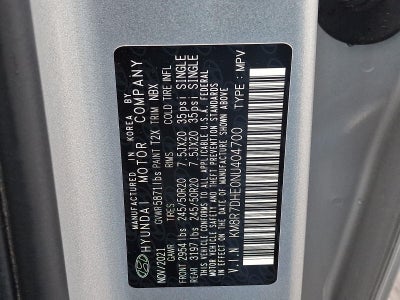 MANUFACTURED IN KOREA BY
HYUNDAI MOTOR COMPANY
NOV/2021 GVWR5871lbs PAINT T2X TRIM NBX
GAWR TIRES RIMS COLD TIRE INFL
FRONT 2954 lbs 245/50R20 7.5JX20 35psi SINGLE
REAR 3197 lbs 245/50R20 7.5JX20 35psi SINGLE
THIS VEHICLE CONFORMS TO ALL APPLICABLE U.S.A. FEDERAL
MOTOR VEHICLE SAFETY AND THEFT PREVENTION STANDARDS
IN EFFECT ON THE DATE OF MANUFACTURE SHOWN ABOVE
V.I.N : KM8R7DHE0NU404700 TYPE : MPV